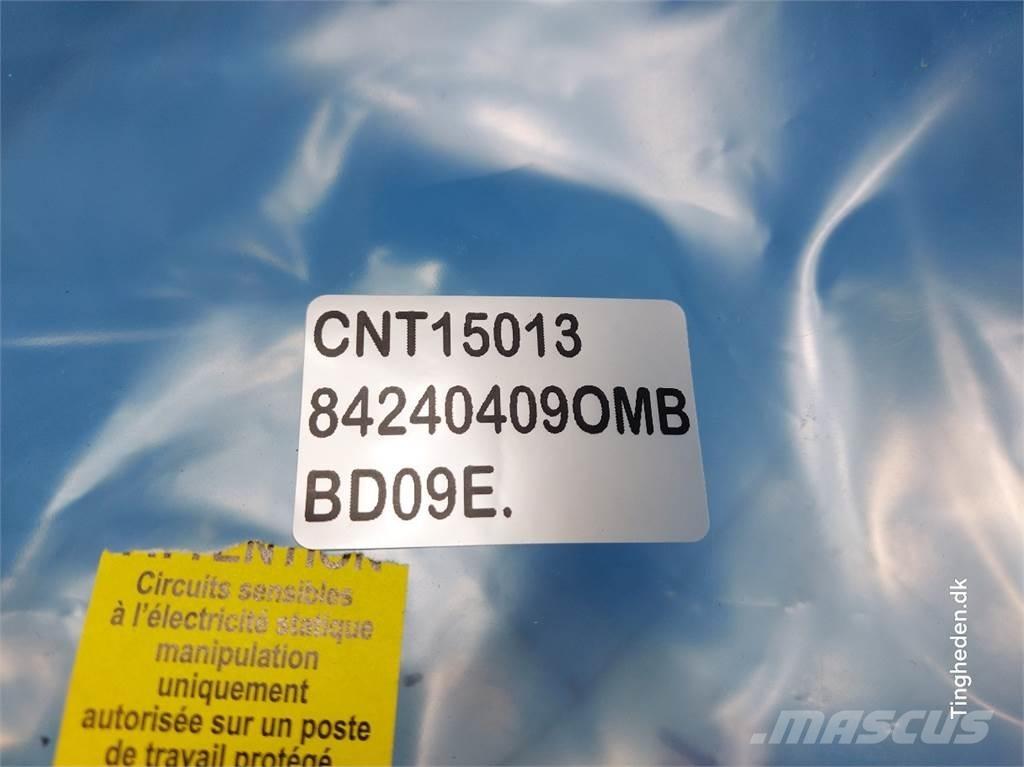 CNT15013
84240409OMB
BD09E.
ATTENTION
Circuits sensibles
à l'électricité statique
manipulation
uniquement
autorisée sur un poste
de travail protégé
Tingheden.dk
MASCUS